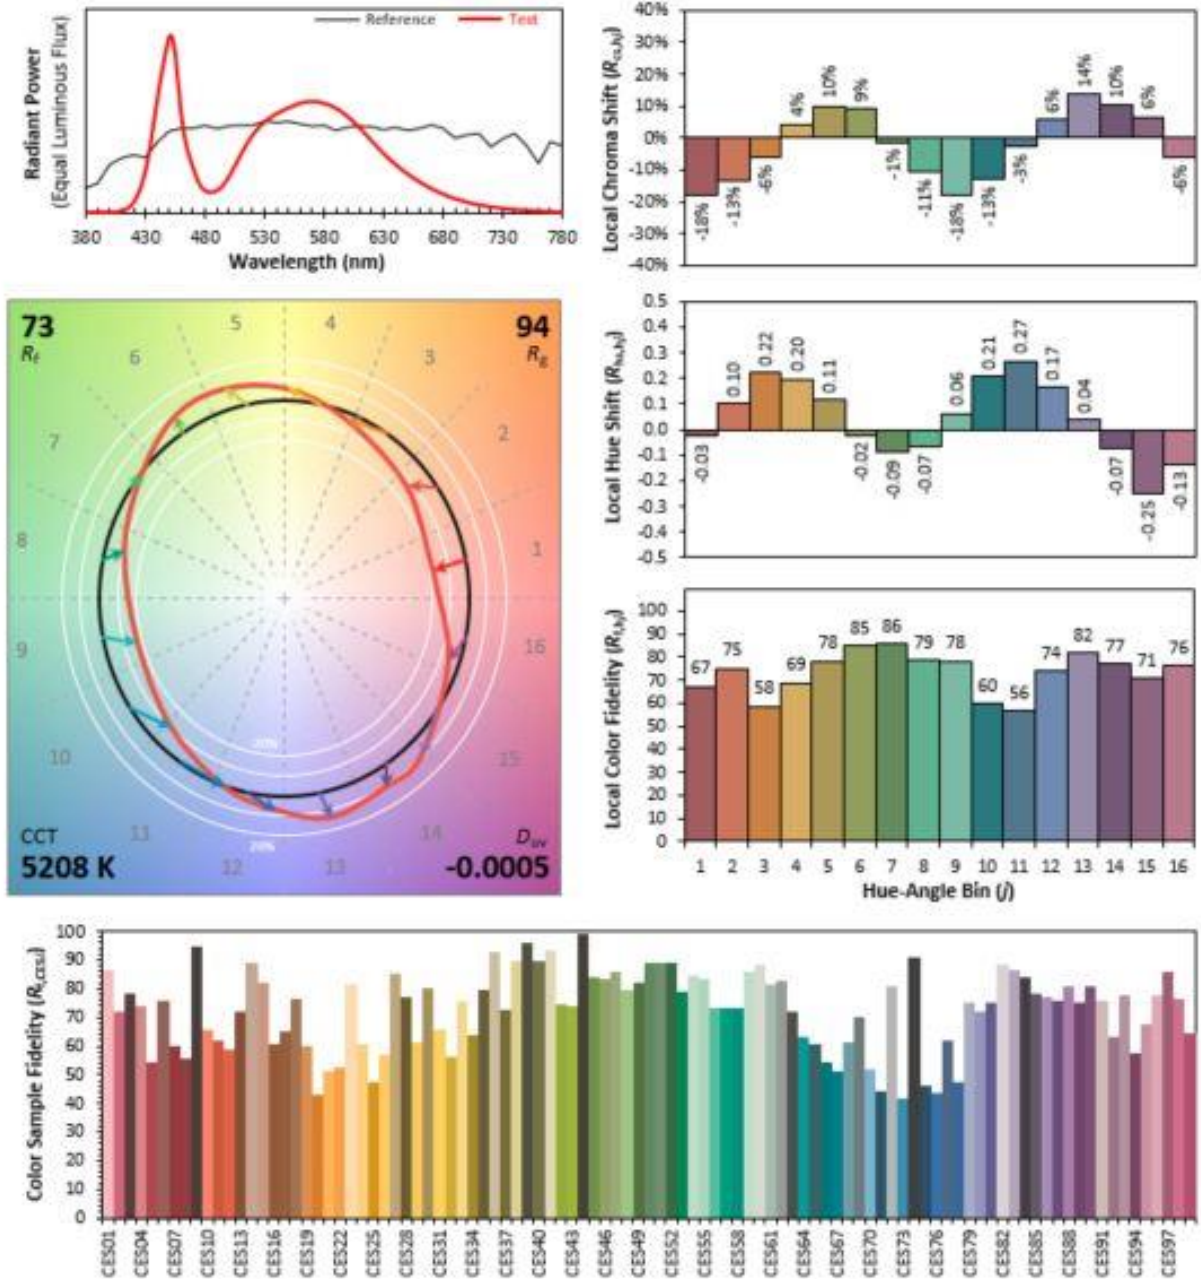 Reference Test
Radiant Power
(Equal Luminous Flux)
380 430 480 530 580 630 680 730 780
Wavelength (nm)
Local Chroma Shift (Rcs,hj)
40%
30%
20%
10%
0%
-10%
-20%
-30%
-40%
-18% -13% -6% 4% 10% 9% -1% -11% -18% -13% -3% 6% 14% 10% 6% -6%
73
Rf
94
Rg
5 4
6 3
7 2
8 1
9 16
10 15
11 14
12 13
20%
20%
CCT
5208 K
Duv
-0.0005
Local Hue Shift (Rhs,hj)
0.5
0.4
0.3
0.2
0.1
0.0
-0.1
-0.2
-0.3
-0.4
-0.5
-0.03 0.10 0.22 0.20 0.11 -0.02 -0.09 -0.07 0.06 0.21 0.27 0.17 0.04 -0.07 -0.25 -0.13
Local Color Fidelity (Rf,hj)
100
90
80
70
60
50
40
30
20
10
0
67 75 58 69 78 85 86 79 78 60 56 74 82 77 71 76
1 2 3 4 5 6 7 8 9 10 11 12 13 14 15 16
Hue-Angle Bin (j)
Color Sample Fidelity (Rf,CESi)
100
90
80
70
60
50
40
30
20
10
0
CES01 CES04 CES07 CES10 CES13 CES16 CES19 CES22 CES25 CES28 CES31 CES34 CES37 CES40 CES43 CES46 CES49 CES52 CES55 CES58 CES61 CES64 CES67 CES70 CES73 CES76 CES79 CES82 CES85 CES88 CES91 CES94 CES97